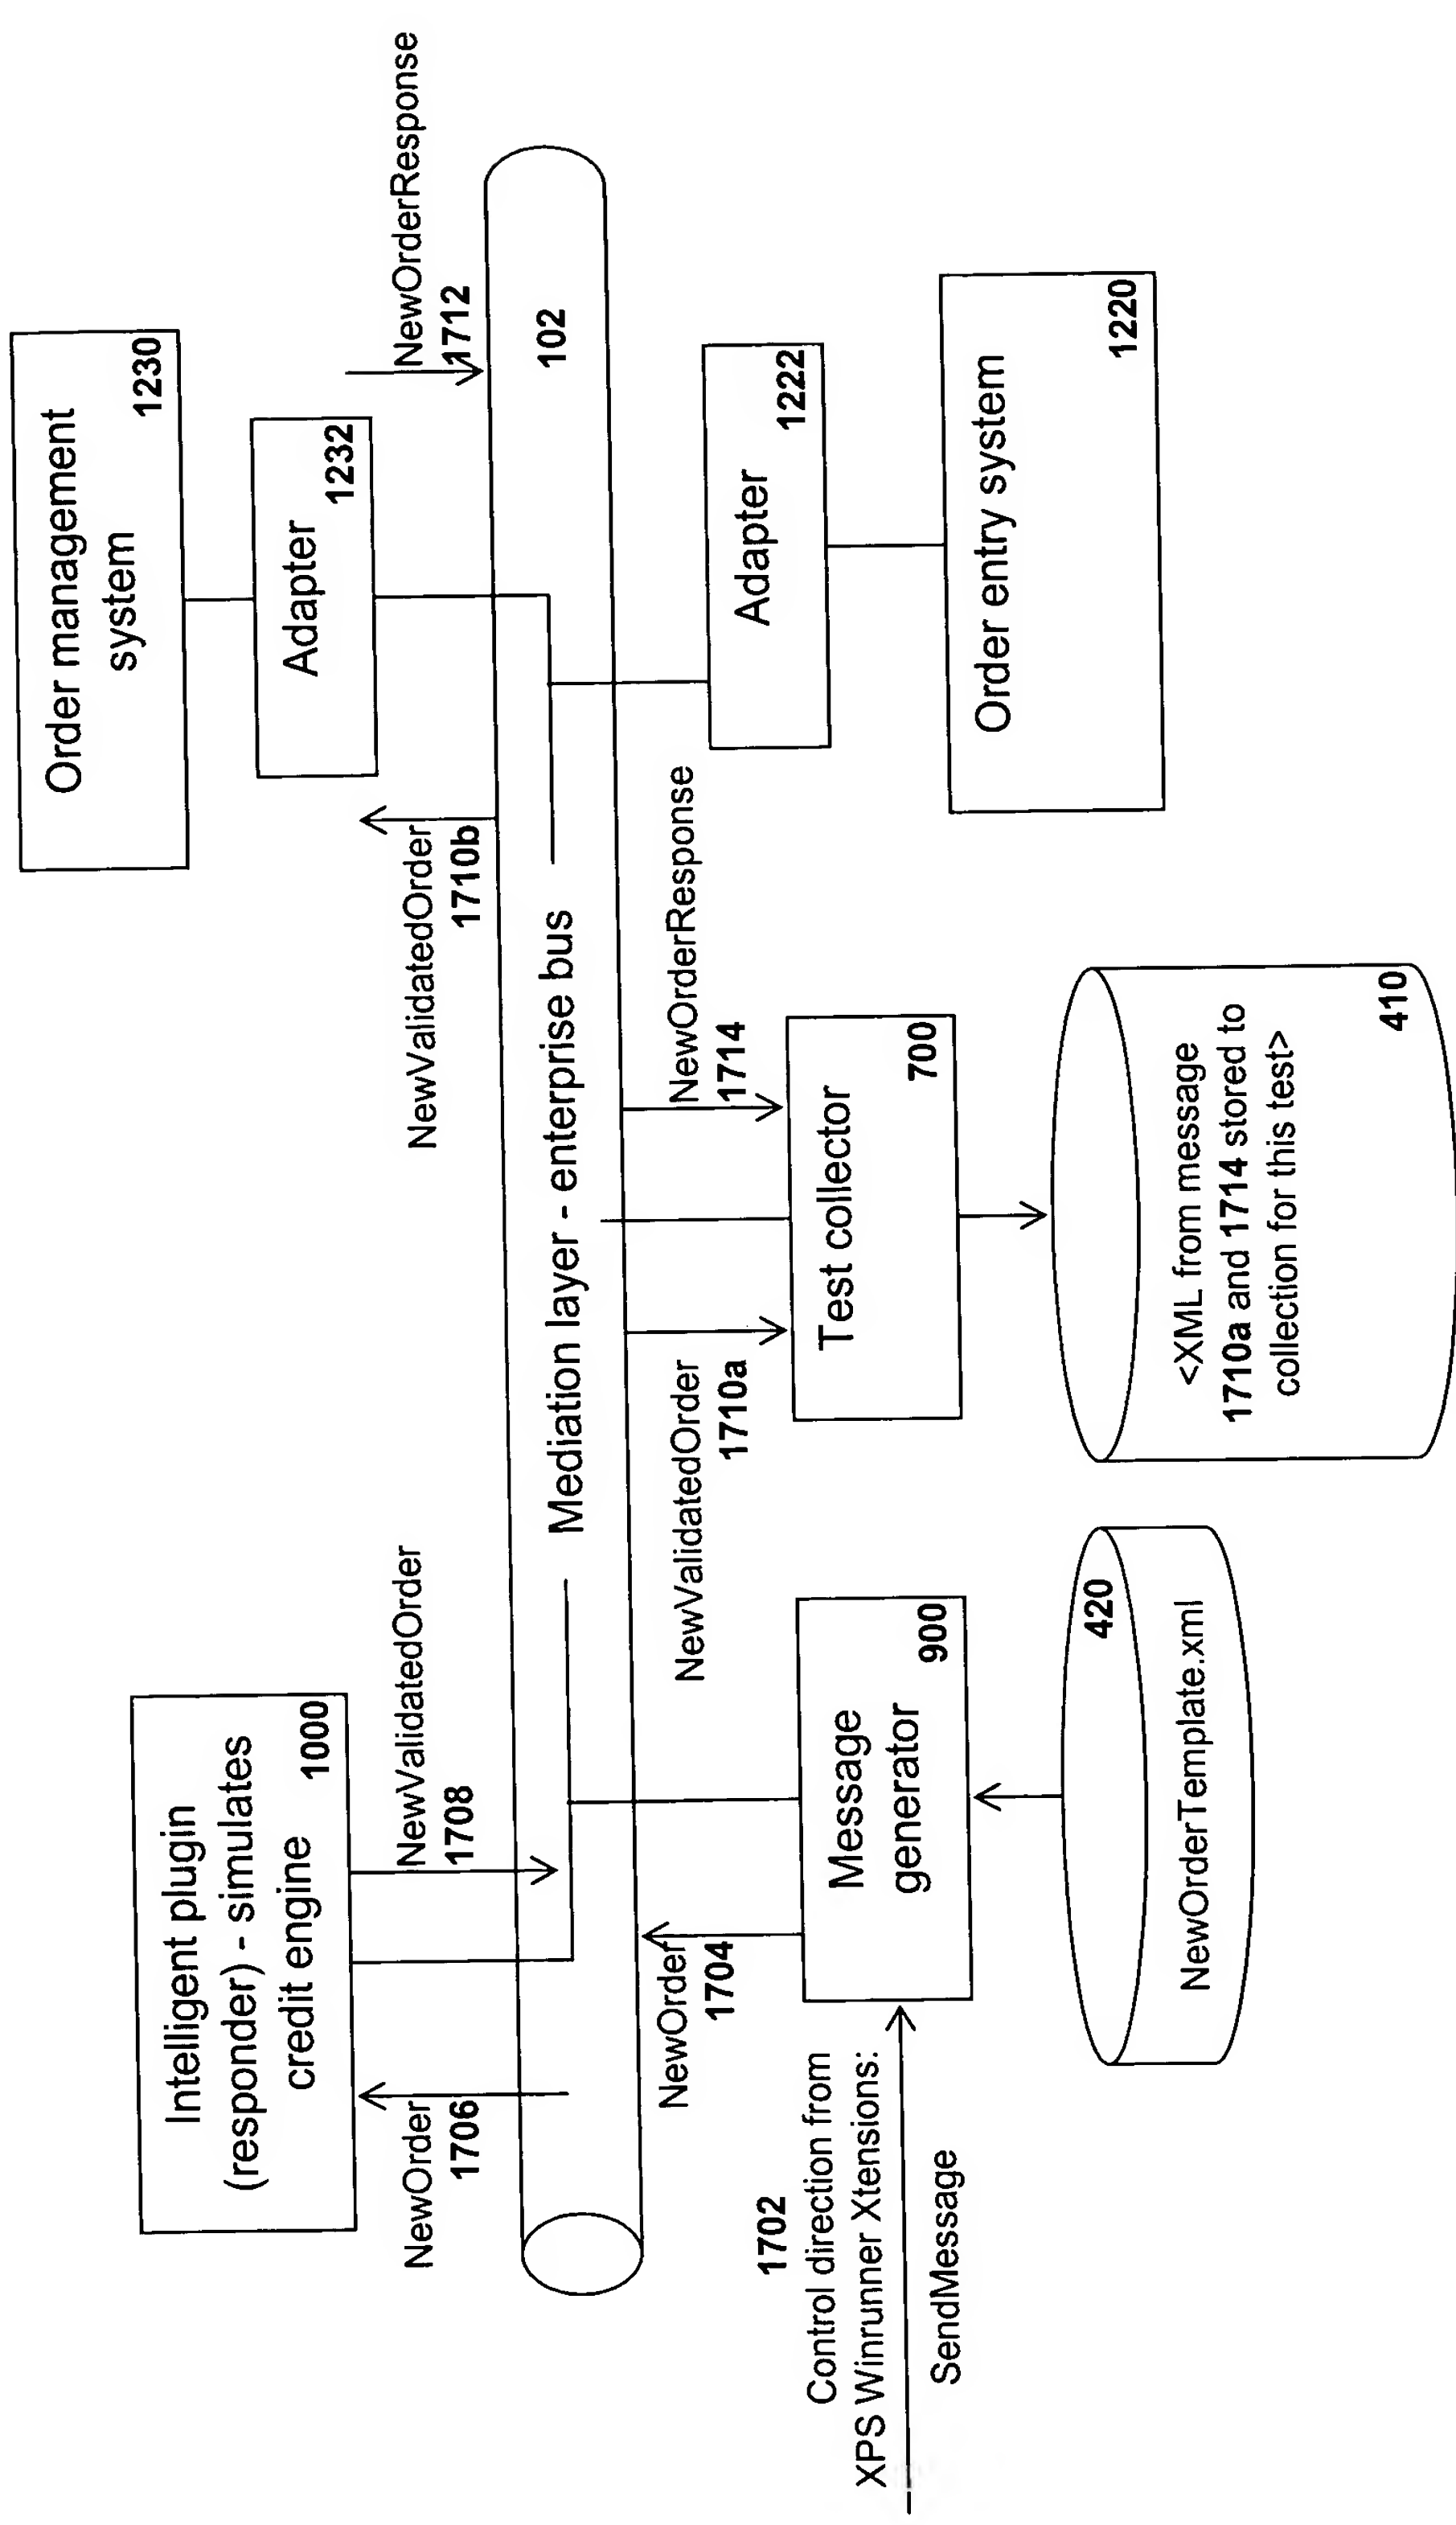 Intelligent plugin
(responder) - simulates
credit engine
1000
Order management
system
1230
Adapter
1232
NewOrder
1706
NewValidatedOrder
1708
NewValidatedOrder
1710b
NewOrderResponse
1712
Mediation layer - enterprise bus
102
NewOrder
1704
NewValidatedOrder
1710a
NewOrderResponse
1714
Adapter
1222
1702
Control direction from
XPS Winrunner Xtensions:
SendMessage
Message
generator
900
Test collector
700
Order entry system
1220
420
NewOrderTemplate.xml
<XML from message
1710a and 1714 stored to
collection for this test>
410